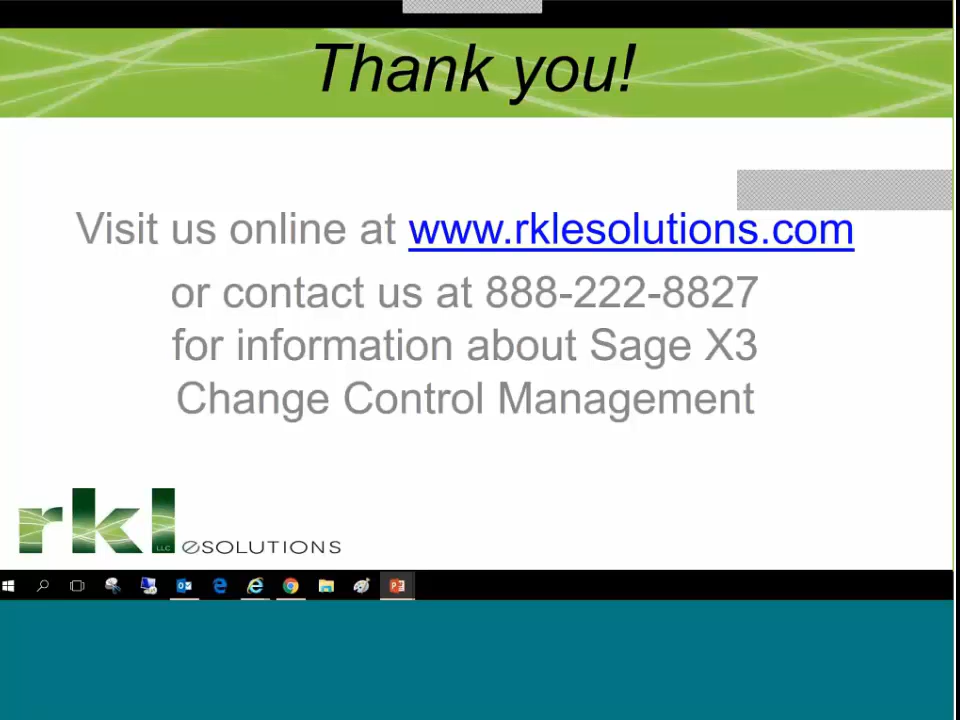 Thank you!
Visit us online at www.rklesolutions.com
or contact us at 888-222-8827
for information about Sage X3
Change Control Management
rkl LLC eSOLUTIONS